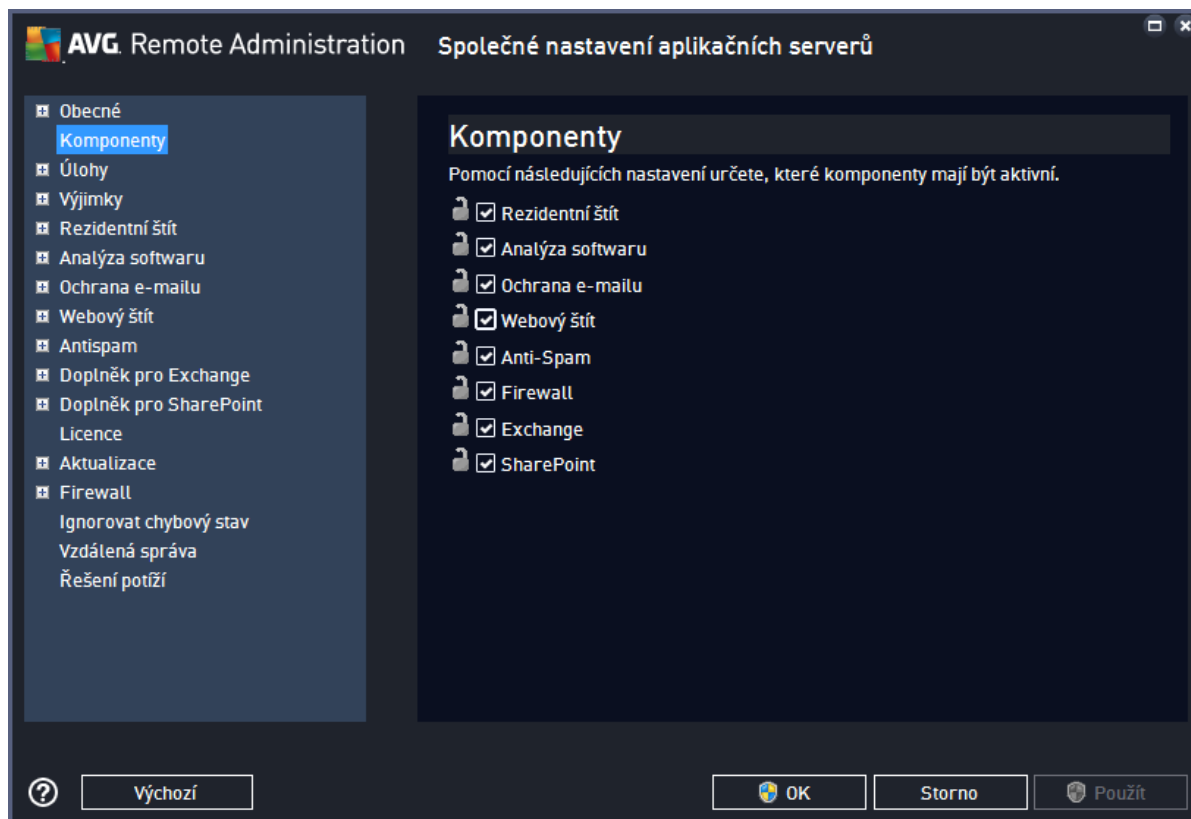 AVG. Remote Administration
Společné nastavení aplikačních serverů
Obecné
Komponenty
Úlohy
Výjimky
Rezidentní štít
Analýza softwaru
Ochrana e-mailu
Webový štít
Antispam
Doplněk pro Exchange
Doplněk pro SharePoint
Licence
Aktualizace
Firewall
Ignorovat chybový stav
Vzdálená správa
Řešení potíží
Komponenty
Pomocí následujících nastavení určete, které komponenty mají být aktivní.
Rezidentní štít
Analýza softwaru
Ochrana e-mailu
Webový štít
Anti-Spam
Firewall
Exchange
SharePoint
Výchozí
OK
Storno
Použít